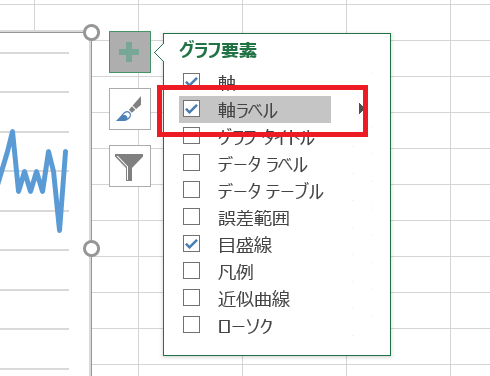 グラフ要素
軸
軸ラベル
グラフ タイトル
データ ラベル
データ テーブル
誤差範囲
目盛線
凡例
近似曲線
ローソク